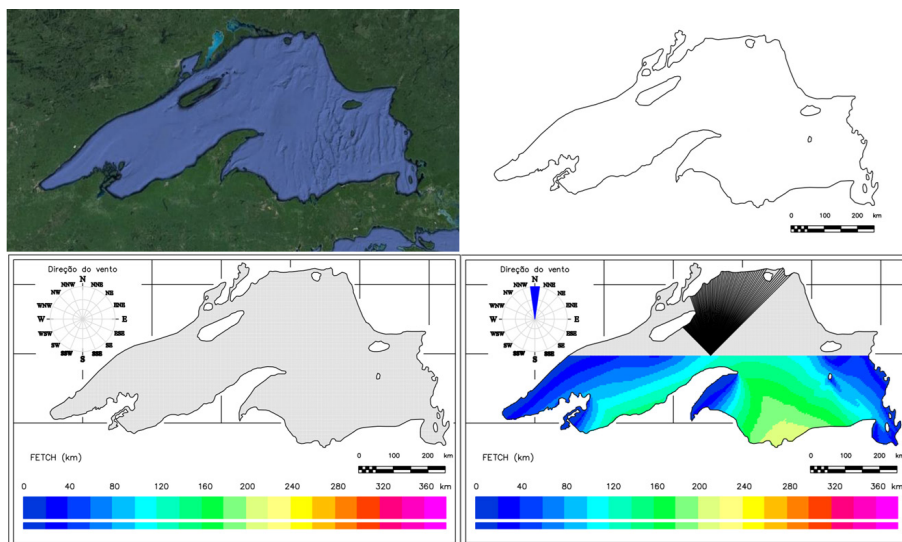 0 100 200
km
Direção do vento
N
NNW NNE
NW NE
WNW ENE
W E
WSW ESE
SW SE
SSW SSE
S
FETCH (km)
0 100 200 km
0 40 80 120 160 200 240 280 320 360
Direção do vento
N
NNW NNE
NW NE
WNW ENE
W E
WSW ESE
SW SE
SSW SSE
S
FETCH (km)
0 100 200 km
0 40 80 120 160 200 240 280 320 360 km